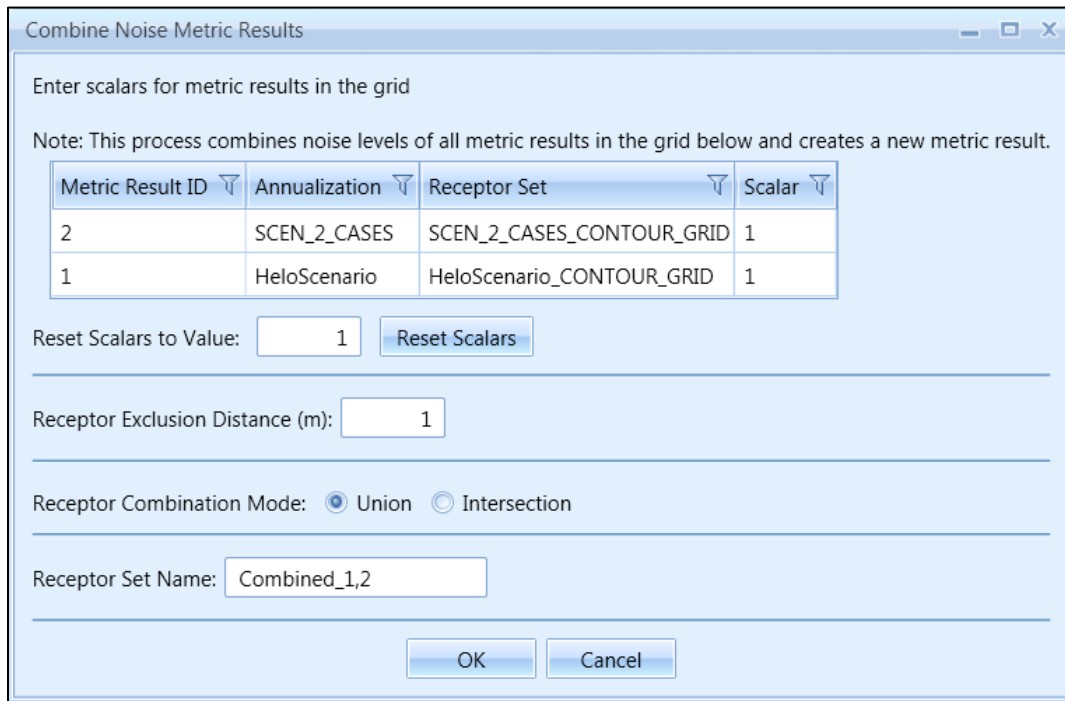 Combine Noise Metric Results
Enter scalars for metric results in the grid
Note: This process combines noise levels of all metric results in the grid below and creates a new metric result.
Metric Result ID Annualization Receptor Set Scalar
2 SCEN_2_CASES SCEN_2_CASES_CONTOUR_GRID 1
1 HeloScenario HeloScenario_CONTOUR_GRID 1
Reset Scalars to Value: 1 Reset Scalars
Receptor Exclusion Distance (m): 1
Receptor Combination Mode: Union Intersection
Receptor Set Name: Combined_1,2
OK Cancel